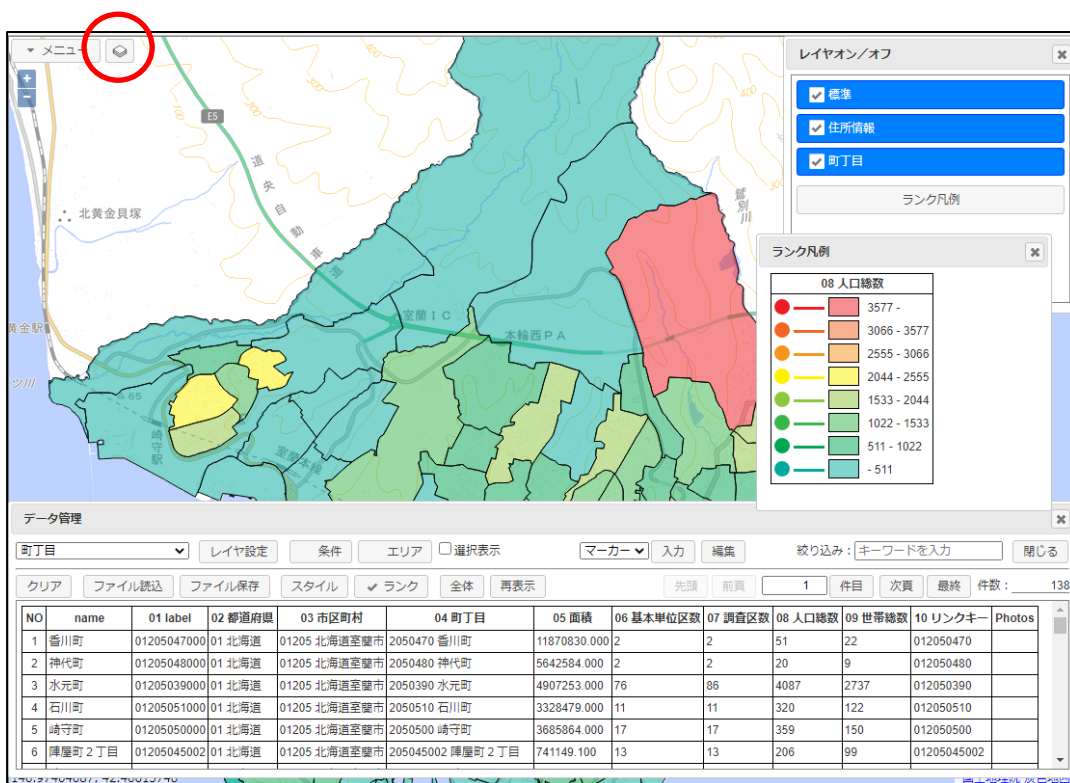 メニュー
+
−
400
400
300
300
200
100
E5
道央自動車道
北黄金貝塚
鷲別川
室蘭IC
本輪西PA
黄金駅
65
室蘭本線
レイヤオン／オフ
標準
住所情報
町丁目
ランク凡例
ランク凡例
08 人口総数
3577 -
3066 - 3577
2555 - 3066
2044 - 2555
1533 - 2044
1022 - 1533
511 - 1022
- 511
データ管理
町丁目 レイヤ設定 条件 エリア 選択表示 マーカー 入力 編集 絞り込み： キーワードを入力 閉じる
クリア ファイル読込 ファイル保存 スタイル ランク 全体 再表示 先頭 前頁 1 件目 次頁 最終 件数： 138
NO name 01 label 02 都道府県 03 市区町村 04 町丁目 05 面積 06 基本単位区数 07 調査区数 08 人口総数 09 世帯総数 10 リンクキー Photos
1 香川町 01205047000 01 北海道 01205 北海道室蘭市 2050470 香川町 11870830.000 2 2 51 22 012050470
2 神代町 01205048000 01 北海道 01205 北海道室蘭市 2050480 神代町 5642584.000 2 2 20 9 012050480
3 水元町 01205039000 01 北海道 01205 北海道室蘭市 2050390 水元町 4907253.000 76 86 4087 2737 012050390
4 石川町 01205051000 01 北海道 01205 北海道室蘭市 2050510 石川町 3328479.000 11 11 320 122 012050510
5 崎守町 01205050000 01 北海道 01205 北海道室蘭市 2050500 崎守町 3685864.000 17 17 359 150 012050500
6 陣屋町２丁目 01205045002 01 北海道 01205 北海道室蘭市 205045002 陣屋町２丁目 741149.100 13 13 206 99 01205045002